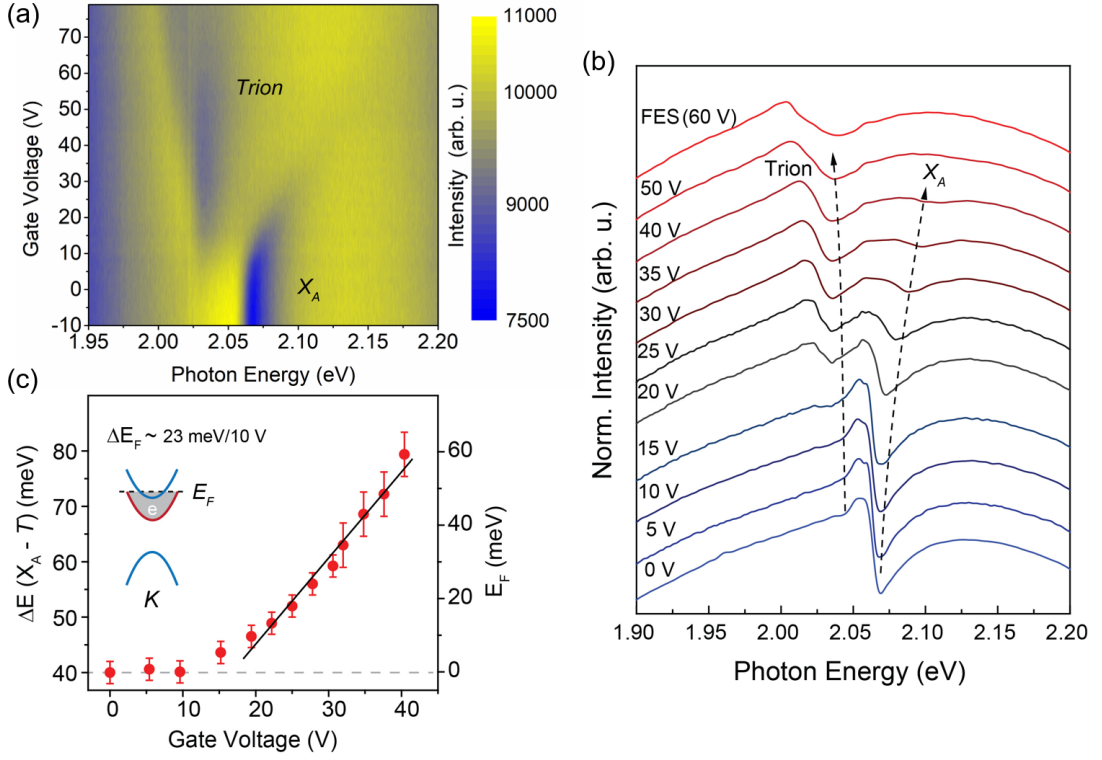 (a)
80
70
60
50
40
30
20
10
0
-10
Gate Voltage (V)
Trion
X_A
1.95
2.00
2.05
2.10
2.15
2.20
Photon Energy (eV)
11000
10000
9000
7500
Intensity (arb. u.)
(b)
FES (60 V)
50 V
40 V
35 V
30 V
25 V
20 V
15 V
10 V
5 V
0 V
Trion
X_A
Norm. Intensity (arb. u.)
1.90
1.95
2.00
2.05
2.10
2.15
2.20
Photon Energy (eV)
(c)
ΔE_F ~ 23 meV/10 V
E_F
e
K
80
70
60
50
40
ΔE (X_A - T) (meV)
60
40
20
0
E_F (meV)
0
10
20
30
40
Gate Voltage (V)